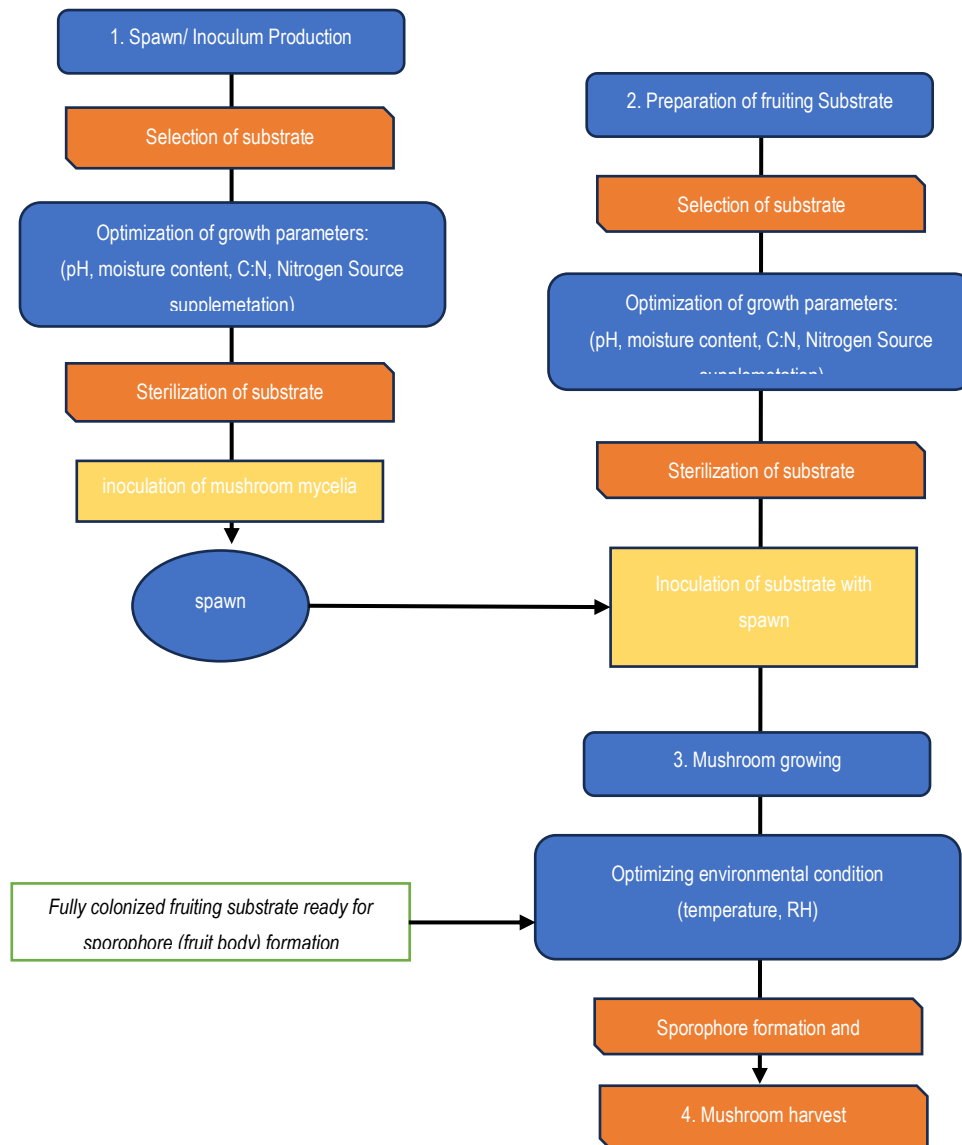 1. Spawn/ Inoculum Production
Selection of substrate
Optimization of growth parameters:
(pH, moisture content, C:N, Nitrogen Source
supplemetation)
Sterilization of substrate
inoculation of mushroom mycelia
spawn
2. Preparation of fruiting Substrate
Selection of substrate
Optimization of growth parameters:
(pH, moisture content, C:N, Nitrogen Source
supplemetation)
Sterilization of substrate
Inoculation of substrate with
spawn
3. Mushroom growing
Optimizing environmental condition
(temperature, RH)
Fully colonized fruiting substrate ready for
sporophore (fruit body) formation
Sporophore formation and
4. Mushroom harvest